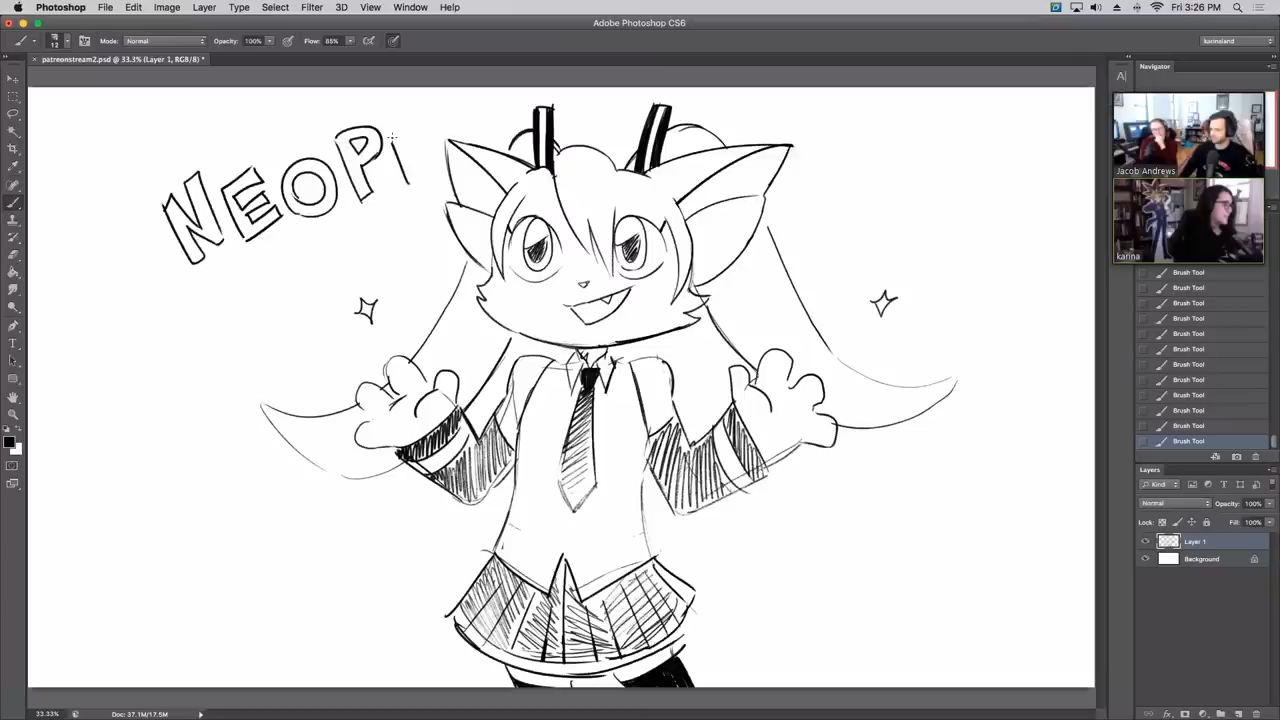 Photoshop File Edit Image Layer Type Select Filter 3D View Window Help
Fri 3:26 PM
Adobe Photoshop CS6
12
Mode: Normal
Opacity: 100%
Flow: 85%
karinaland
patreonstream2.psd @ 33.3% (Layer 1, RGB/8) *
Navigator
NEOP
Jacob Andrews
karina
Brush Tool
Brush Tool
Brush Tool
Brush Tool
Brush Tool
Brush Tool
Brush Tool
Brush Tool
Brush Tool
Brush Tool
Brush Tool
Brush Tool
Layers
Kind
Normal
Opacity: 100%
Lock:
Fill: 100%
Layer 1
Background
33.33%
Doc: 37.1M/17.5M